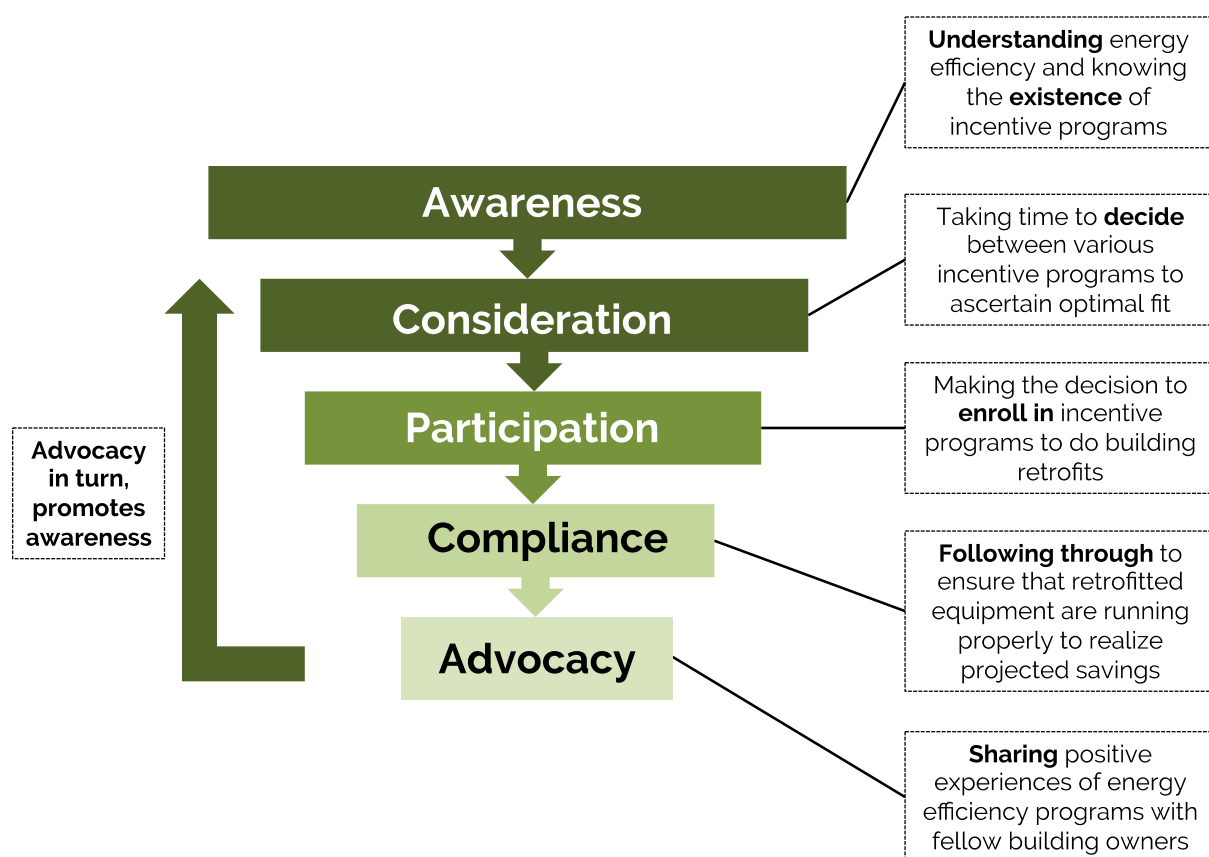 Understanding energy
efficiency and knowing
the existence of
incentive programs
Awareness
Taking time to decide
between various
incentive programs to
ascertain optimal fit
Consideration
Making the decision to
enroll in incentive
programs to do building
retrofits
Participation
Advocacy
in turn,
promotes
awareness
Compliance
Following through to
ensure that retrofitted
equipment are running
properly to realize
projected savings
Advocacy
Sharing positive
experiences of energy
efficiency programs with
fellow building owners